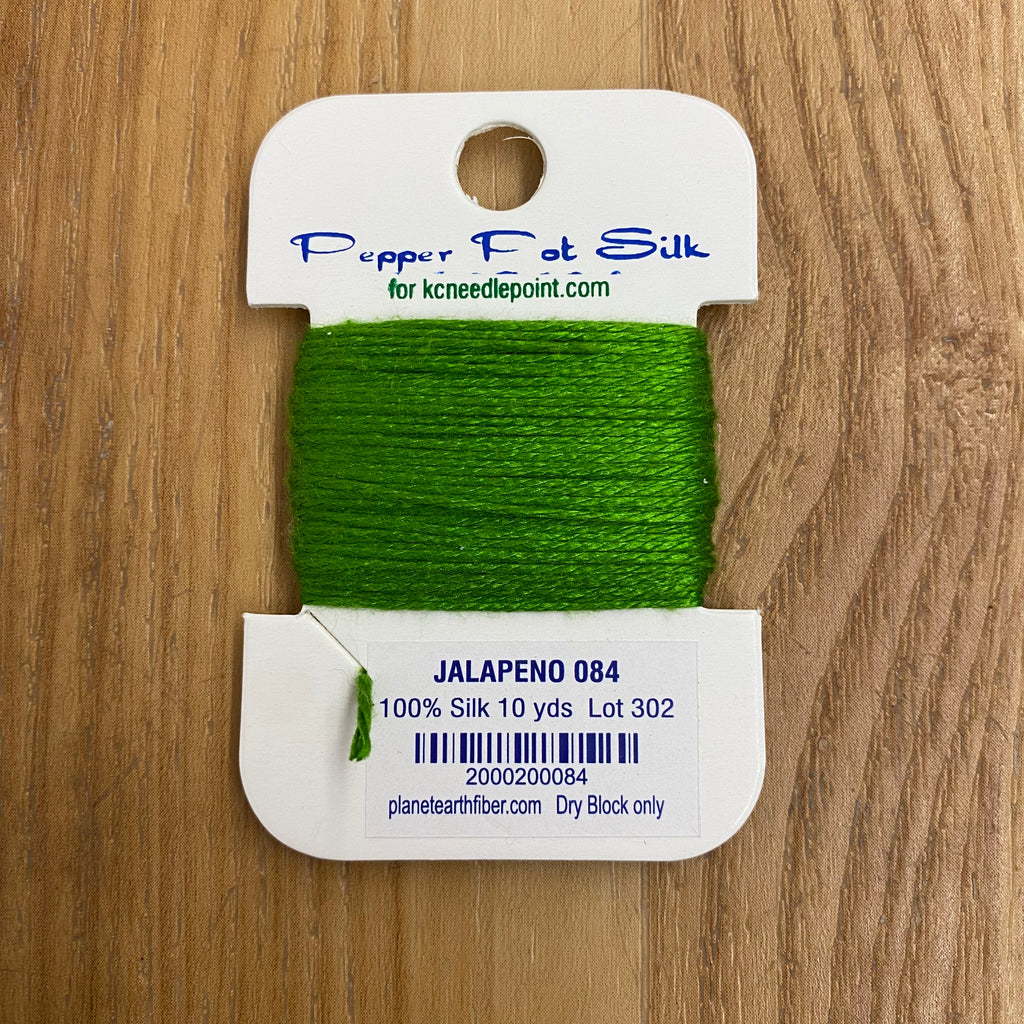 Pepper Pot Silk
for kcneedlepoint.com
JALAPENO 084
100% Silk 10 yds Lot 302
2000200084
planetearthfiber.com Dry Block only